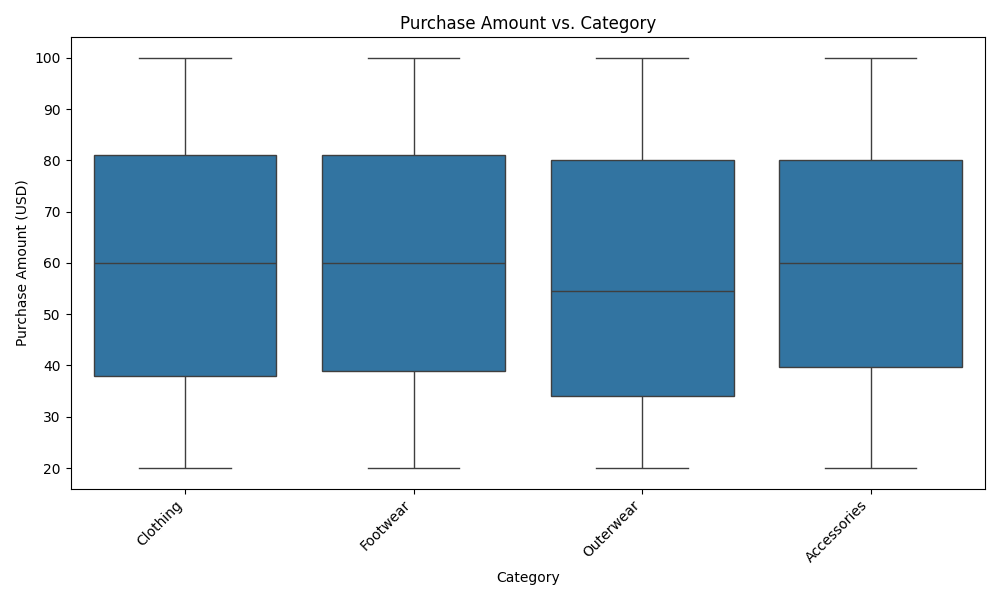 Purchase Amount vs. Category
Purchase Amount (USD)
100
90
80
70
60
50
40
30
20
Clothing
Footwear
Outerwear
Accessories
Category